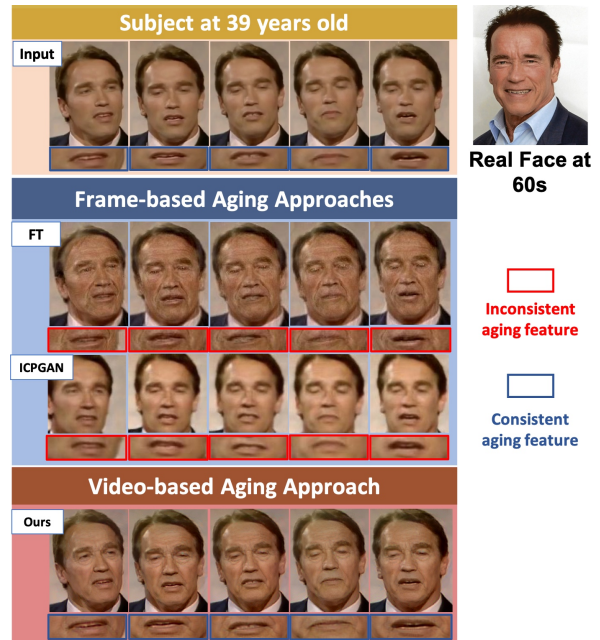 Subject at 39 years old
Input
Real Face at
60s
Frame-based Aging Approaches
FT
Inconsistent
aging feature
ICPGAN
Consistent
aging feature
Video-based Aging Approach
Ours